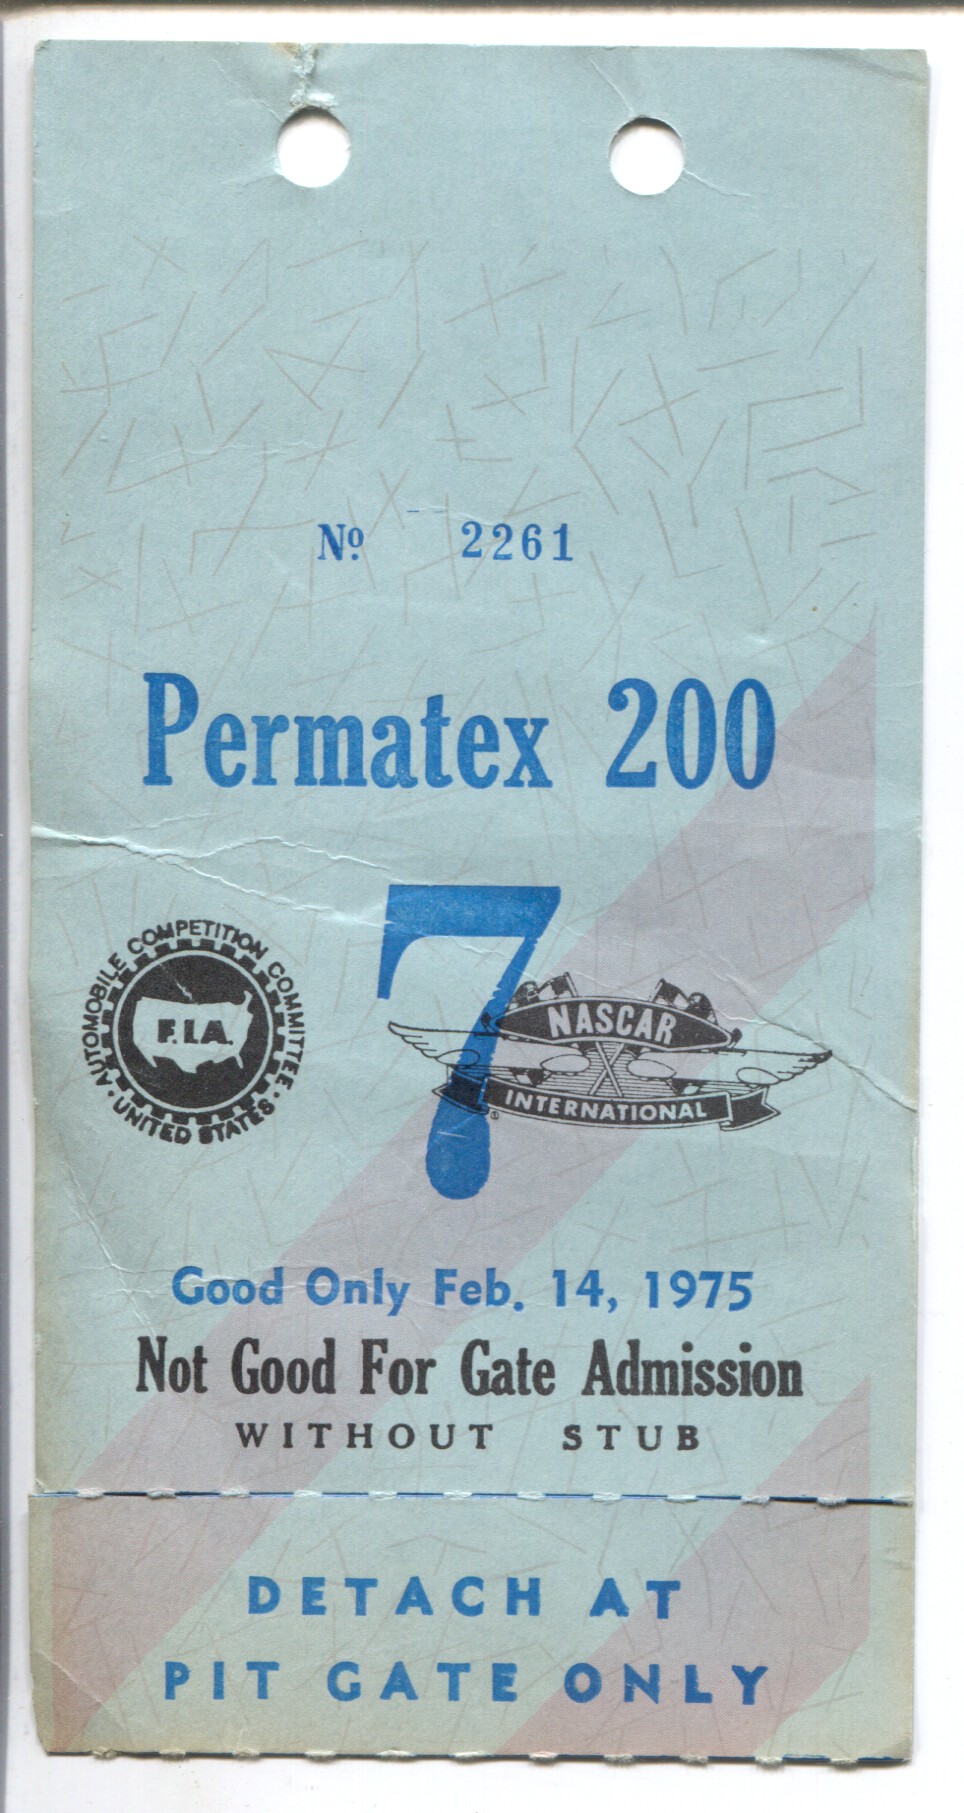 Nº 2261
Permatex 200
7
AUTOMOBILE COMPETITION COMMITTEE
· UNITED STATES ·
F.I.A.
NASCAR
INTERNATIONAL
®
Good Only Feb. 14, 1975
Not Good For Gate Admission
WITHOUT STUB
DETACH AT
PIT GATE ONLY